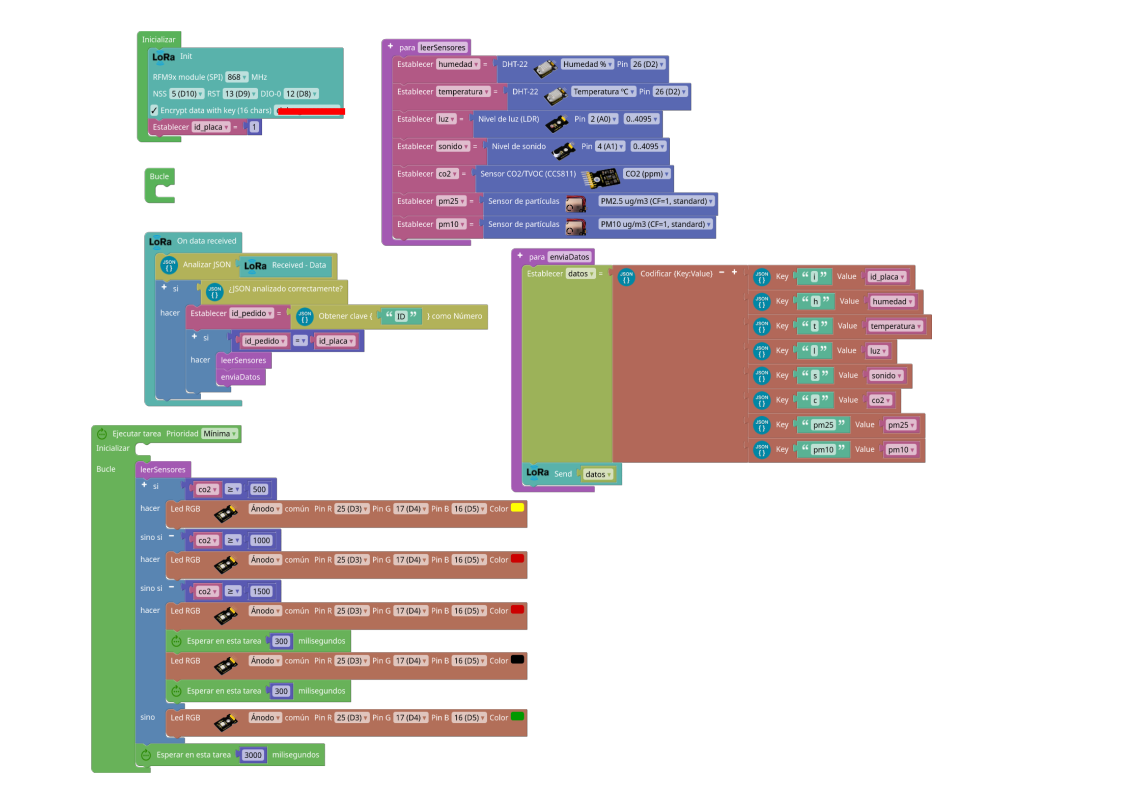 Inicializar
LoRa Init
RFM9x module (SPI) 868 MHz
NSS 5 (D10) RST 13 (D9) DIO-0 12 (D8)
Encrypt data with key (16 chars)
Establecer id_placa = 1
Bucle
LoRa On data received
JSON {} Analizar JSON LoRa Received - Data
+ si JSON {} ¿JSON analizado correctamente?
hacer Establecer id_pedido = JSON {} Obtener clave ( “ ID ” ) como Número
+ si id_pedido = id_placa
hacer leerSensores
enviaDatos
+ para leerSensores
Establecer humedad = DHT-22 Humedad % Pin 26 (D2)
Establecer temperatura = DHT-22 Temperatura ºC Pin 26 (D2)
Establecer luz = Nivel de luz (LDR) Pin 2 (A0) 0..4095
Establecer sonido = Nivel de sonido Pin 4 (A1) 0..4095
Establecer co2 = Sensor CO2/TVOC (CCS811) CO2 (ppm)
Establecer pm25 = Sensor de partículas PM2.5 ug/m3 (CF=1, standard)
Establecer pm10 = Sensor de partículas PM10 ug/m3 (CF=1, standard)
+ para enviaDatos
Establecer datos = JSON {} Codificar (Key:Value) − + JSON {} Key “ i ” Value id_placa
JSON {} Key “ h ” Value humedad
JSON {} Key “ t ” Value temperatura
JSON {} Key “ l ” Value luz
JSON {} Key “ s ” Value sonido
JSON {} Key “ c ” Value co2
JSON {} Key “ pm25 ” Value pm25
JSON {} Key “ pm10 ” Value pm10
LoRa Send datos
Ejecutar tarea Prioridad Mínima
Inicializar
Bucle leerSensores
+ si co2 ≥ 500
hacer Led RGB Ánodo común Pin R 25 (D3) Pin G 17 (D4) Pin B 16 (D5) Color
sino si − co2 ≥ 1000
hacer Led RGB Ánodo común Pin R 25 (D3) Pin G 17 (D4) Pin B 16 (D5) Color
sino si − co2 ≥ 1500
hacer Led RGB Ánodo común Pin R 25 (D3) Pin G 17 (D4) Pin B 16 (D5) Color
Esperar en esta tarea 300 milisegundos
Led RGB Ánodo común Pin R 25 (D3) Pin G 17 (D4) Pin B 16 (D5) Color
Esperar en esta tarea 300 milisegundos
sino Led RGB Ánodo común Pin R 25 (D3) Pin G 17 (D4) Pin B 16 (D5) Color
Esperar en esta tarea 3000 milisegundos